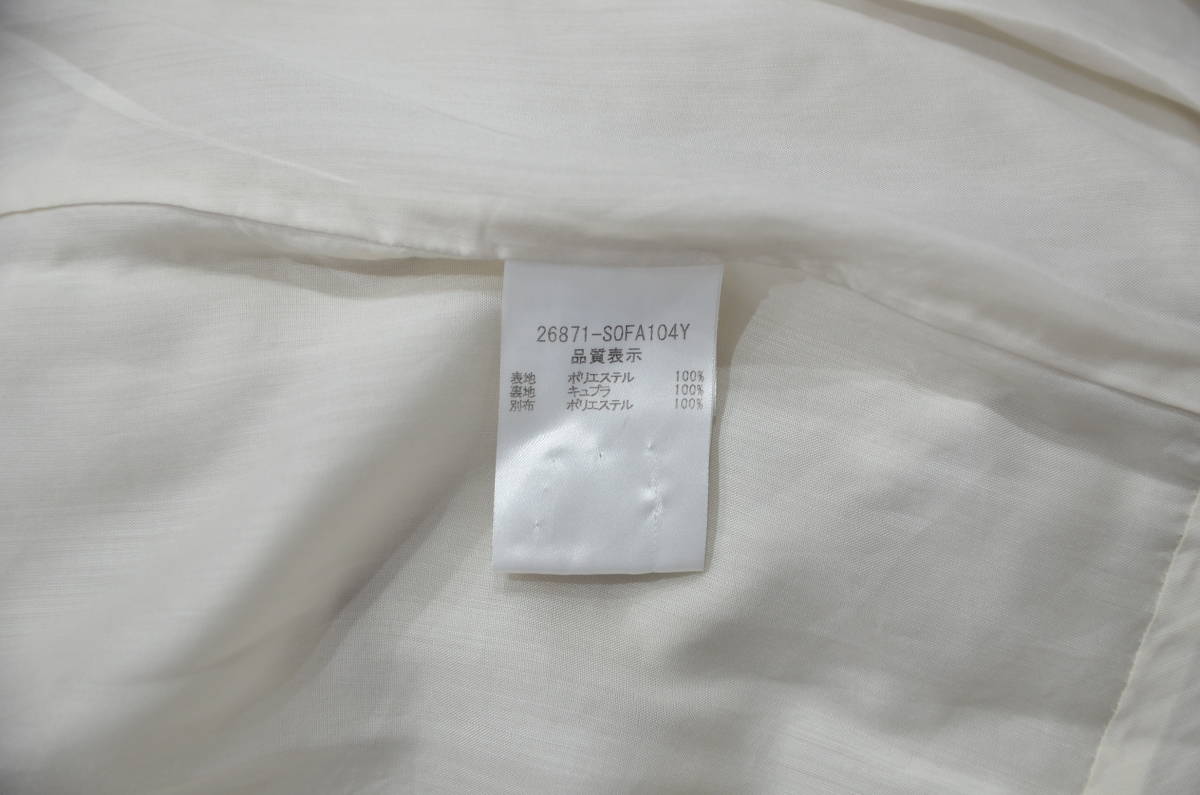 26871-SOFA104Y
品質表示
表地 ポリエステル 100%
裏地 キュプラ 100%
別布 ポリエステル 100%